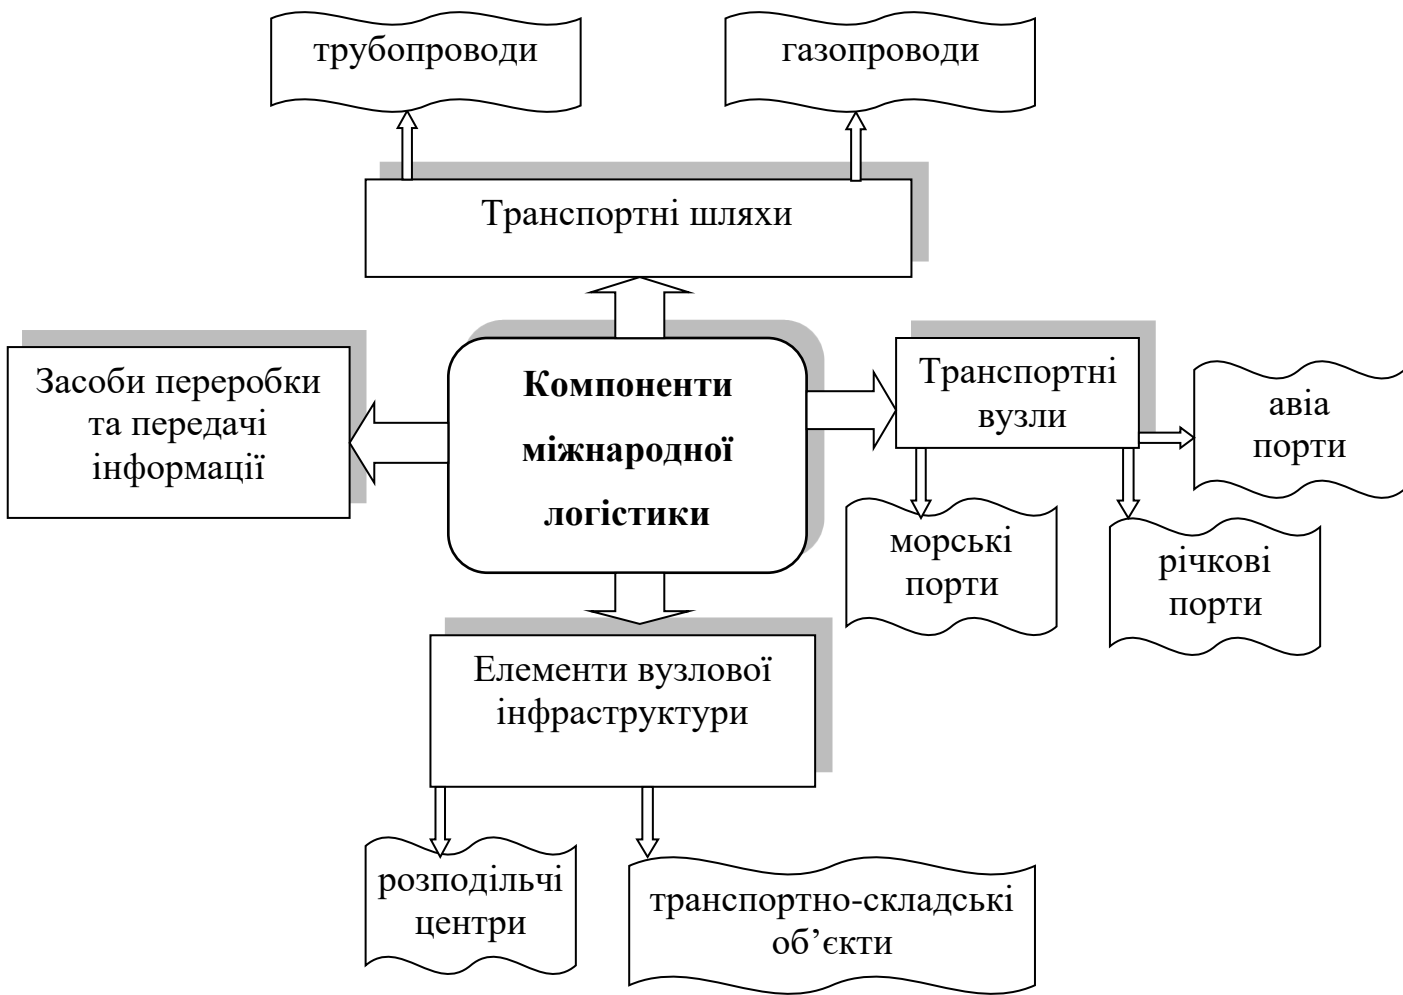 трубопроводи
газопроводи
Транспортні шляхи
Засоби переробки
та передачі
інформації
Компоненти
міжнародної
логістики
Транспортні
вузли
авіа
порти
морські
порти
річкові
порти
Елементи вузлової
інфраструктури
розподільчі
центри
транспортно-складські
об’єкти